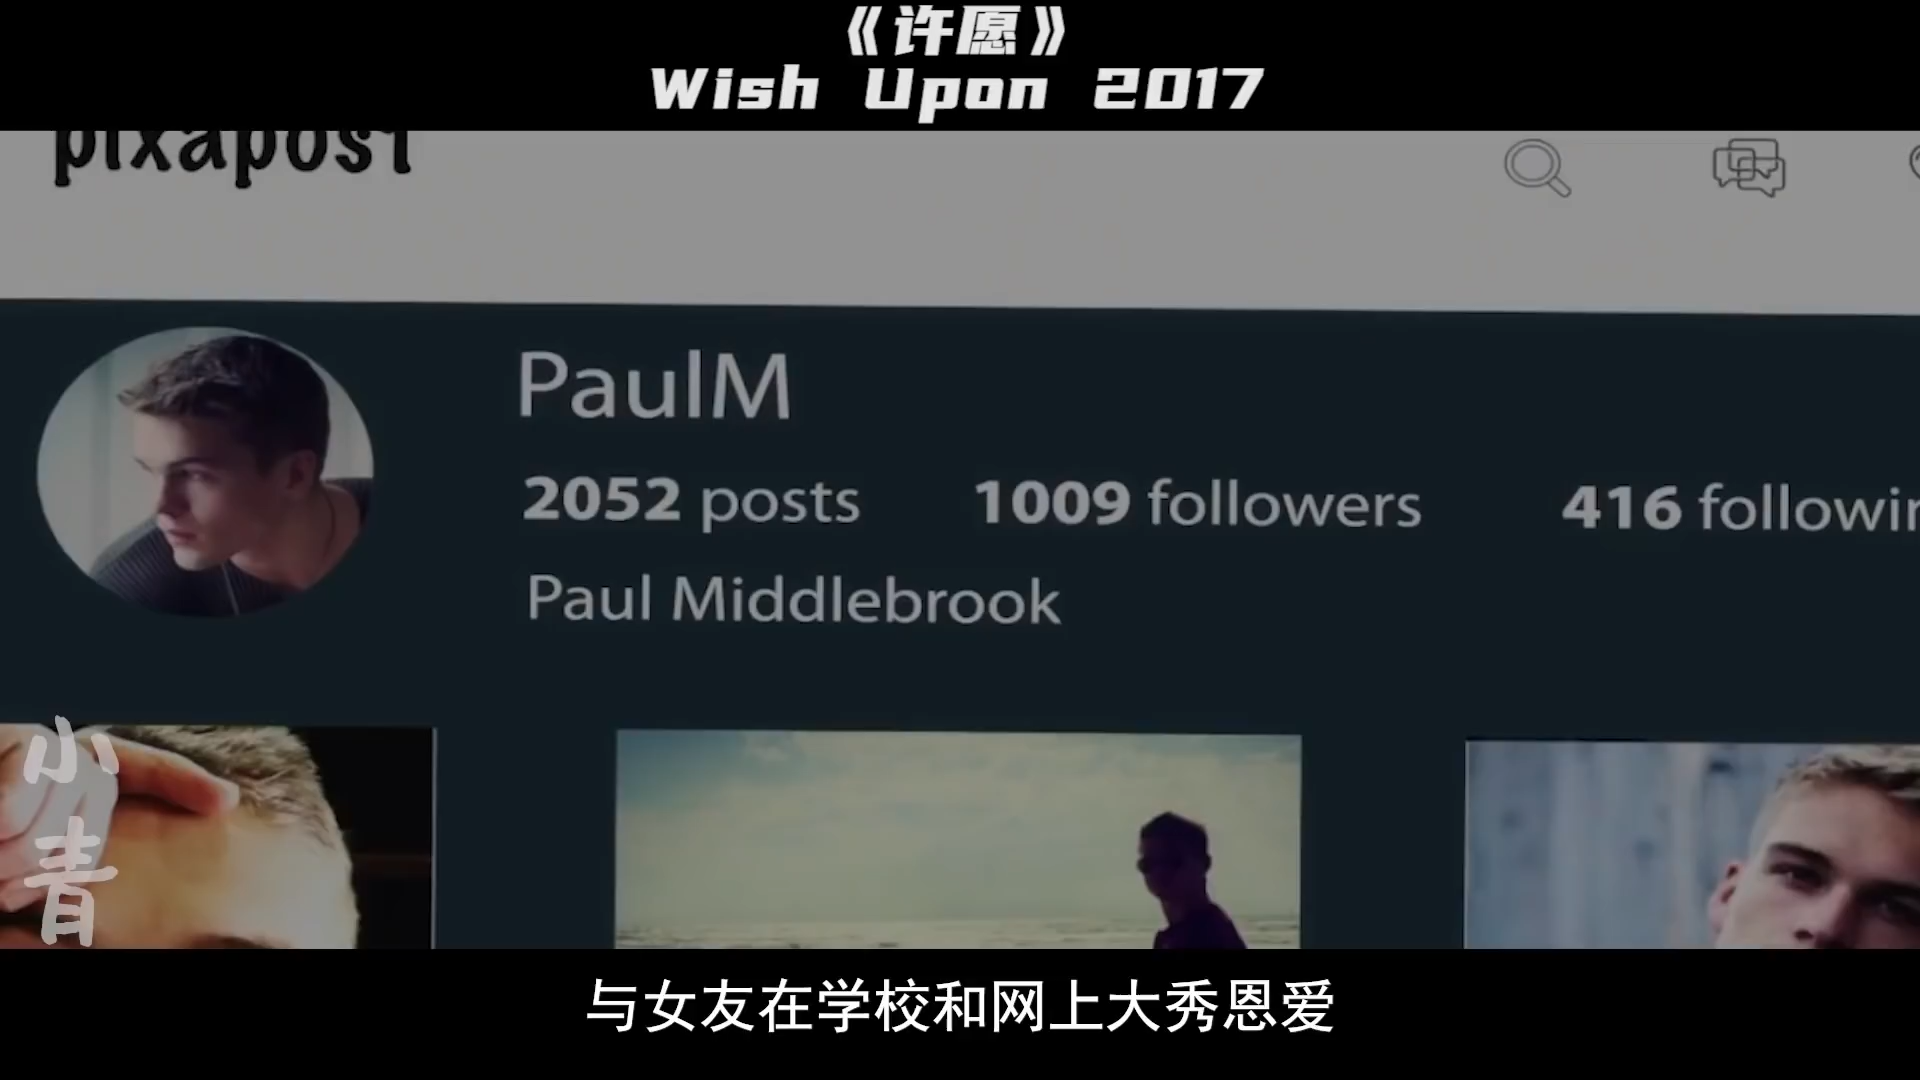 《许愿》
Wish Upon 2017
pixapost
PaulM
2052 posts 1009 followers 416 followin
Paul Middlebrook
小青
与女友在学校和网上大秀恩爱